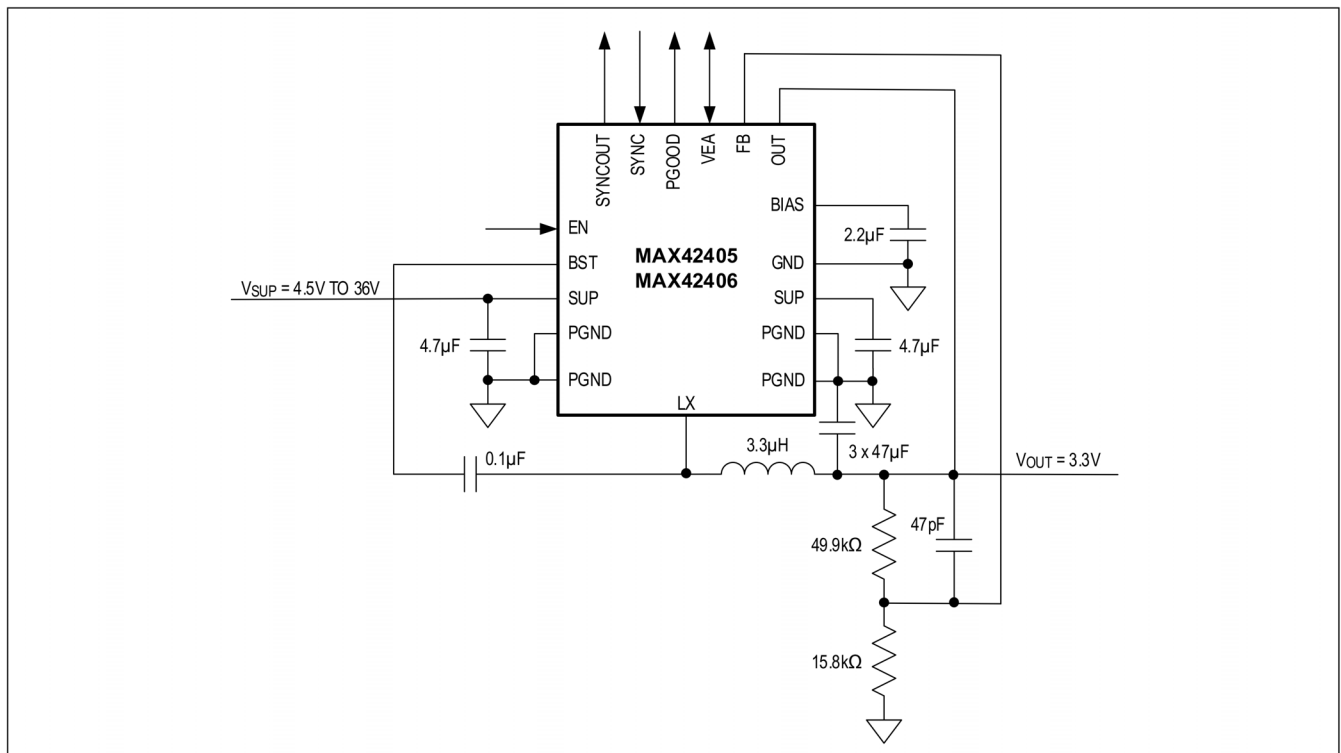 SYNCOUT
SYNC
PGOOD
VEA
FB
OUT
BIAS
2.2µF
EN
BST
MAX42405
MAX42406
GND
VSUP = 4.5V TO 36V
SUP
SUP
4.7µF
PGND
PGND
4.7µF
PGND
PGND
LX
0.1µF
3.3µH
3 x 47µF
VOUT = 3.3V
49.9kΩ
47pF
15.8kΩ